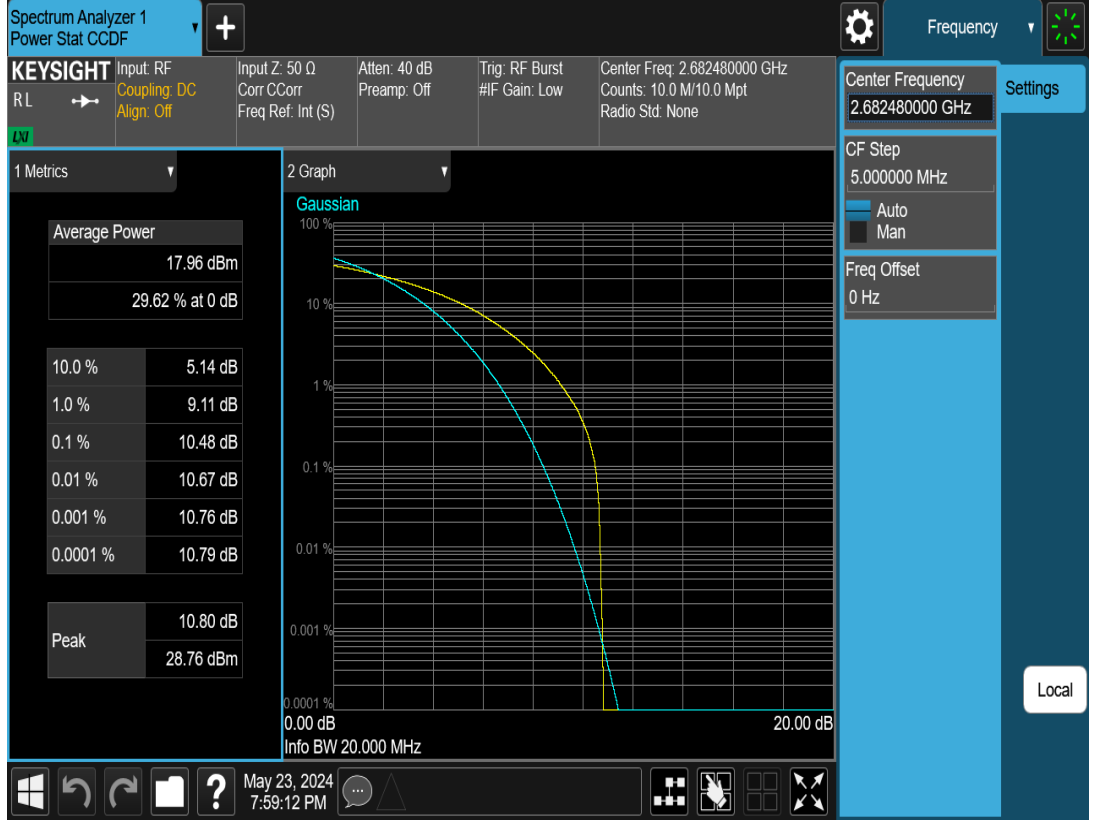 Spectrum Analyzer 1
Power Stat CCDF
+
Frequency
KEYSIGHT
RL
LXI
Input: RF
Coupling: DC
Align: Off
Input Z: 50 Ω
Corr CCorr
Freq Ref: Int (S)
Atten: 40 dB
Preamp: Off
Trig: RF Burst
#IF Gain: Low
Center Freq: 2.682480000 GHz
Counts: 10.0 M/10.0 Mpt
Radio Std: None
Center Frequency
2.682480000 GHz
Settings
CF Step
5.000000 MHz
Auto
Man
Freq Offset
0 Hz
1 Metrics
Average Power
17.96 dBm
29.62 % at 0 dB
10.0 % 5.14 dB
1.0 % 9.11 dB
0.1 % 10.48 dB
0.01 % 10.67 dB
0.001 % 10.76 dB
0.0001 % 10.79 dB
Peak
10.80 dB
28.76 dBm
2 Graph
Gaussian
100 %
10 %
1 %
0.1 %
0.01 %
0.001 %
0.0001 %
0.00 dB 20.00 dB
Info BW 20.000 MHz
Local
?
May 23, 2024
7:59:12 PM